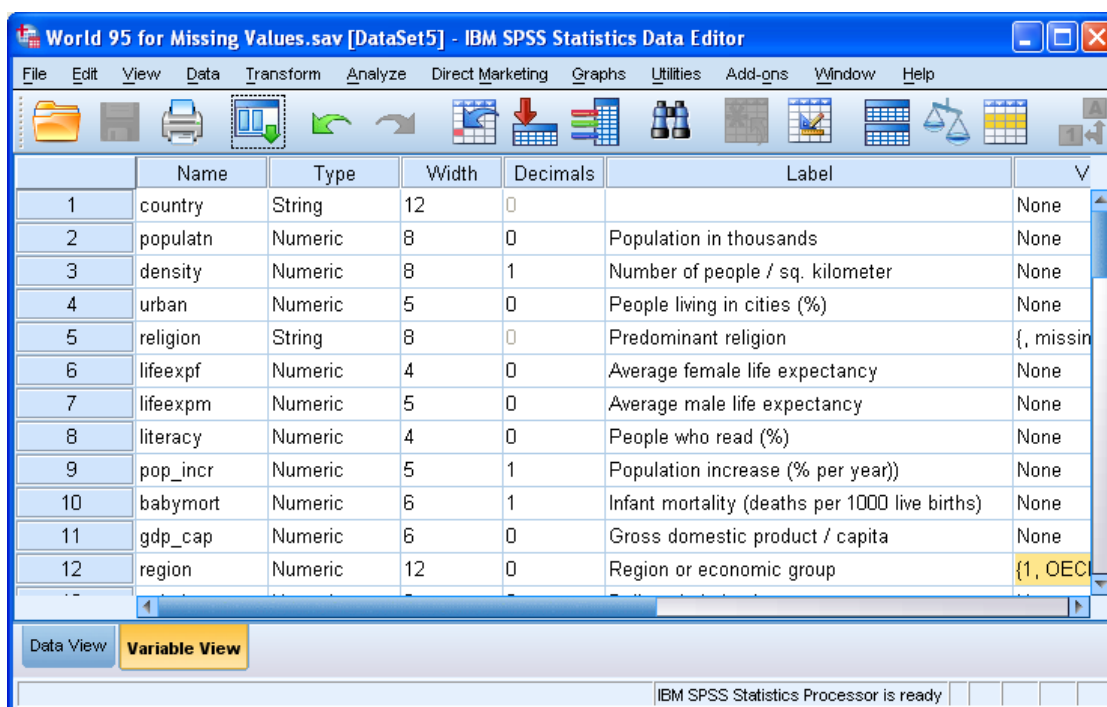 World 95 for Missing Values.sav [DataSet5] - IBM SPSS Statistics Data Editor
File Edit View Data Transform Analyze Direct Marketing Graphs Utilities Add-ons Window Help
Name Type Width Decimals Label V
1 country String 12 0 None
2 populatn Numeric 8 0 Population in thousands None
3 density Numeric 8 1 Number of people / sq. kilometer None
4 urban Numeric 5 0 People living in cities (%) None
5 religion String 8 0 Predominant religion {, missin
6 lifeexpf Numeric 4 0 Average female life expectancy None
7 lifeexpm Numeric 5 0 Average male life expectancy None
8 literacy Numeric 4 0 People who read (%) None
9 pop_incr Numeric 5 1 Population increase (% per year)) None
10 babymort Numeric 6 1 Infant mortality (deaths per 1000 live births) None
11 gdp_cap Numeric 6 0 Gross domestic product / capita None
12 region Numeric 12 0 Region or economic group {1, OECI
Data View Variable View
IBM SPSS Statistics Processor is ready